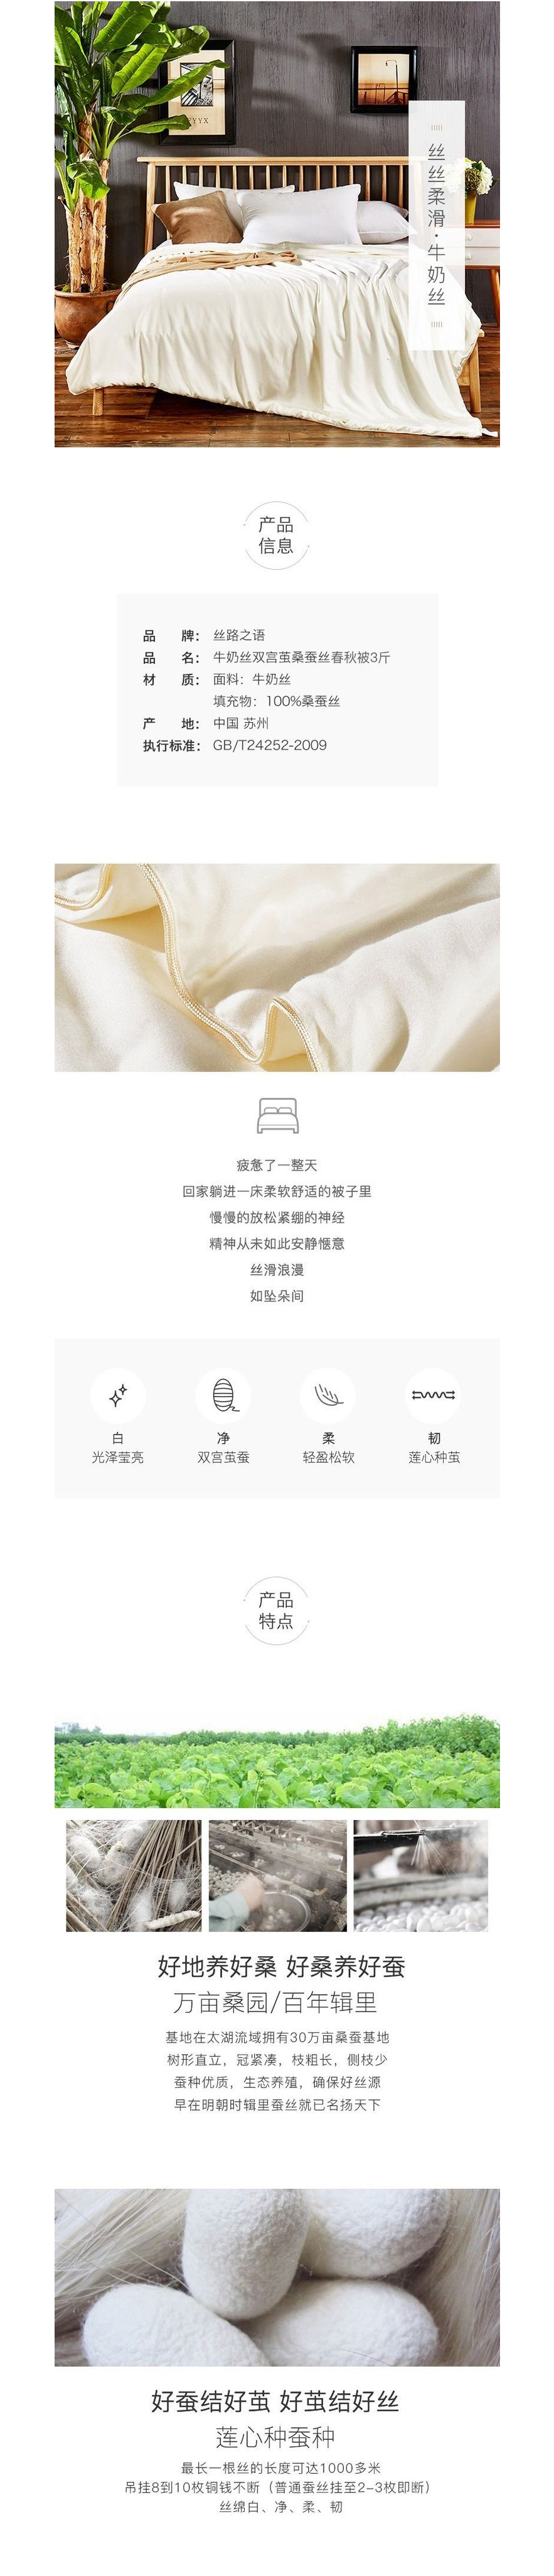 丝丝柔滑·牛奶丝
产品
信息
品 牌： 丝路之语
品 名： 牛奶丝双宫茧桑蚕丝春秋被3斤
材 质： 面料：牛奶丝
填充物：100%桑蚕丝
产 地： 中国 苏州
执行标准： GB/T24252-2009
疲惫了一整天
回家躺进一床柔软舒适的被子里
慢慢的放松紧绷的神经
精神从未如此安静惬意
丝滑浪漫
如坠朵间
白 净 柔 韧
光泽莹亮 双宫茧蚕 轻盈松软 莲心种茧
产品
特点
好地养好桑 好桑养好蚕
万亩桑园/百年辑里
基地在太湖流域拥有30万亩桑蚕基地
树形直立，冠紧凑，枝粗长，侧枝少
蚕种优质，生态养殖，确保好丝源
早在明朝时辑里蚕丝就已名扬天下
好蚕结好茧 好茧结好丝
莲心种蚕种
最长一根丝的长度可达1000多米
吊挂8到10枚铜钱不断（普通蚕丝挂至2-3枚即断）
丝绵白、净、柔、韧